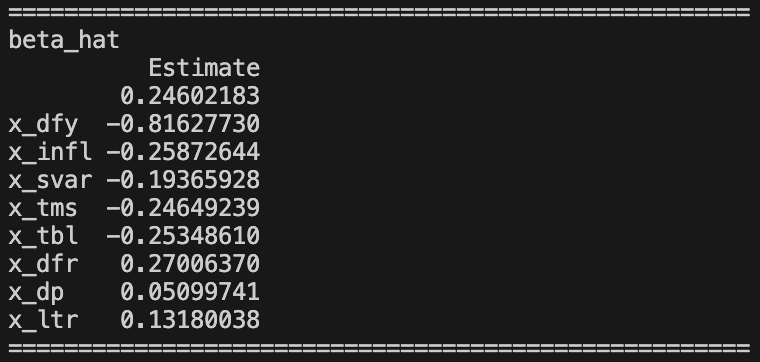 =====================================================
beta_hat
Estimate
0.24602183
x_dfy -0.81627730
x_infl -0.25872644
x_svar -0.19365928
x_tms -0.24649239
x_tbl -0.25348610
x_dfr 0.27006370
x_dp 0.05099741
x_ltr 0.13180038
=====================================================